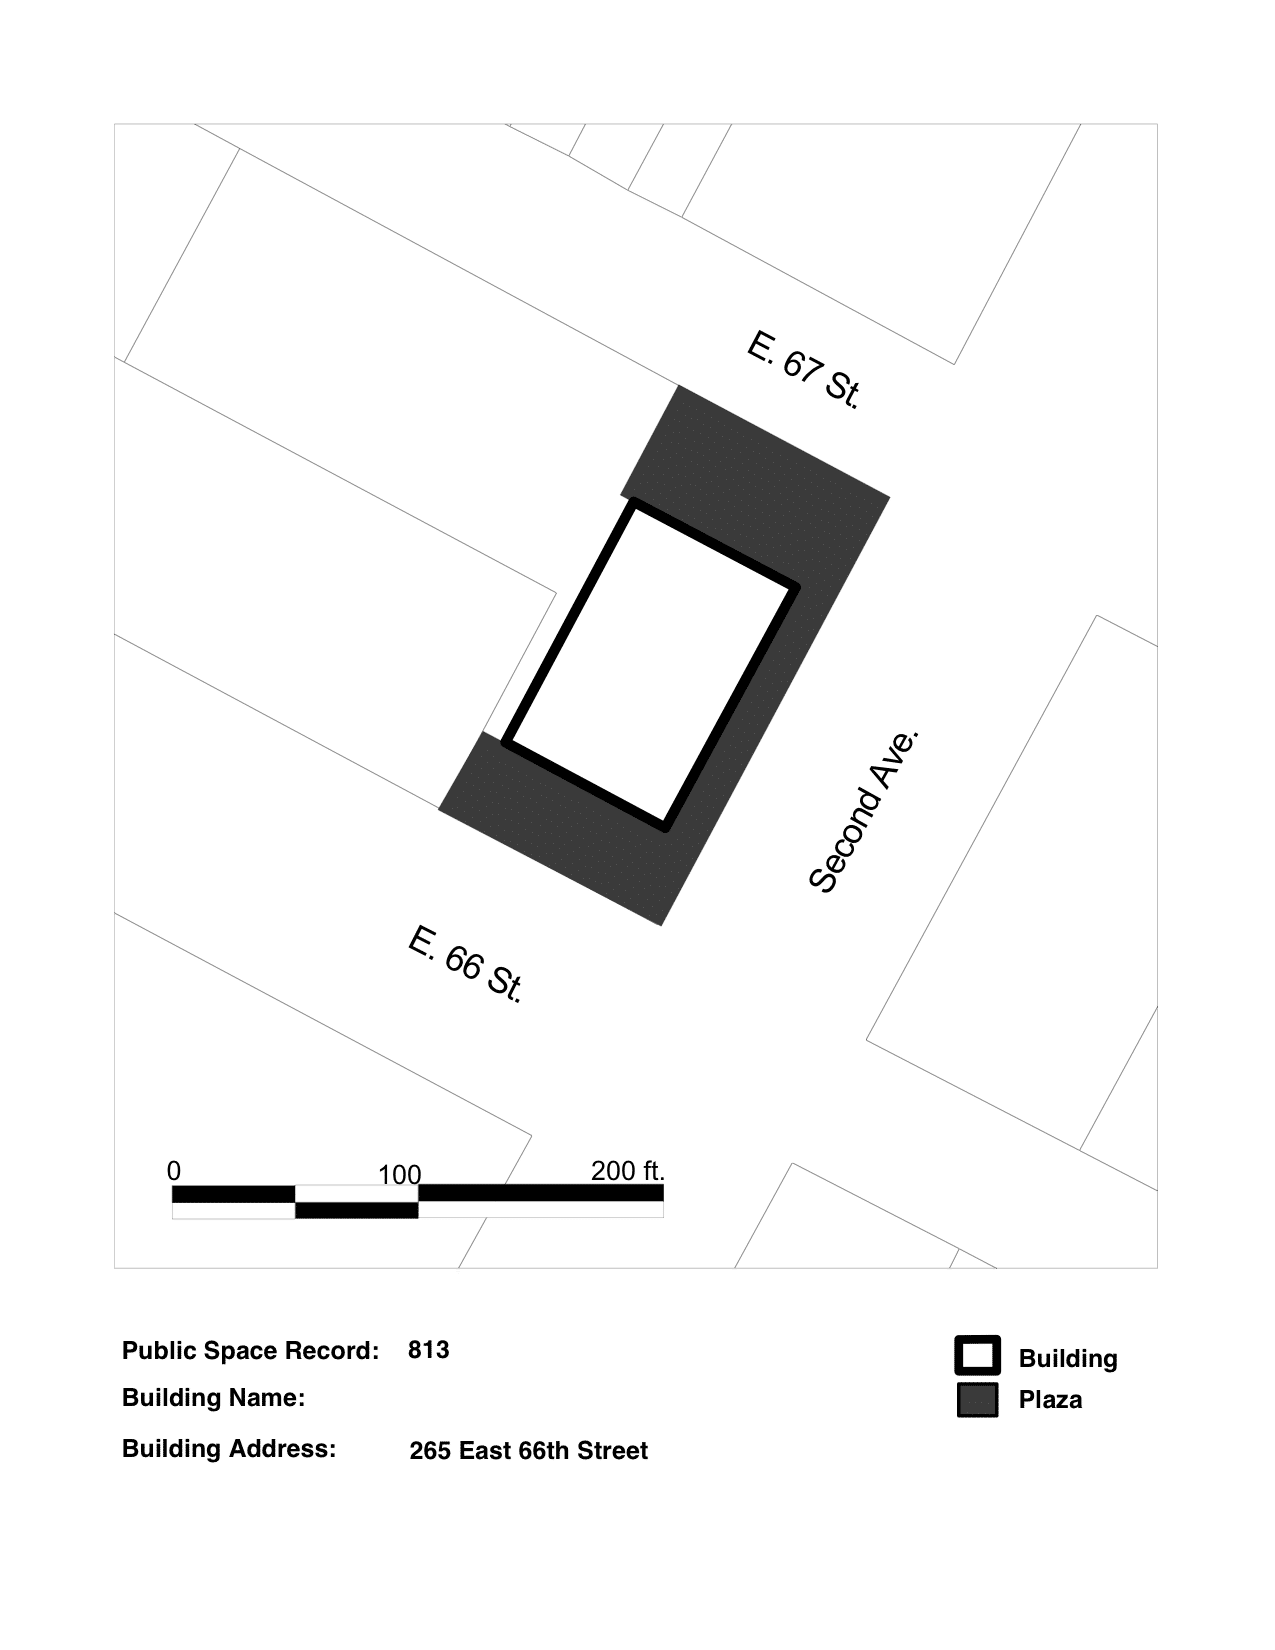 E. 67 St.
Second Ave.
E. 66 St.
0 100 200 ft.
Public Space Record: 813
Building Name:
Building Address: 265 East 66th Street
Building
Plaza